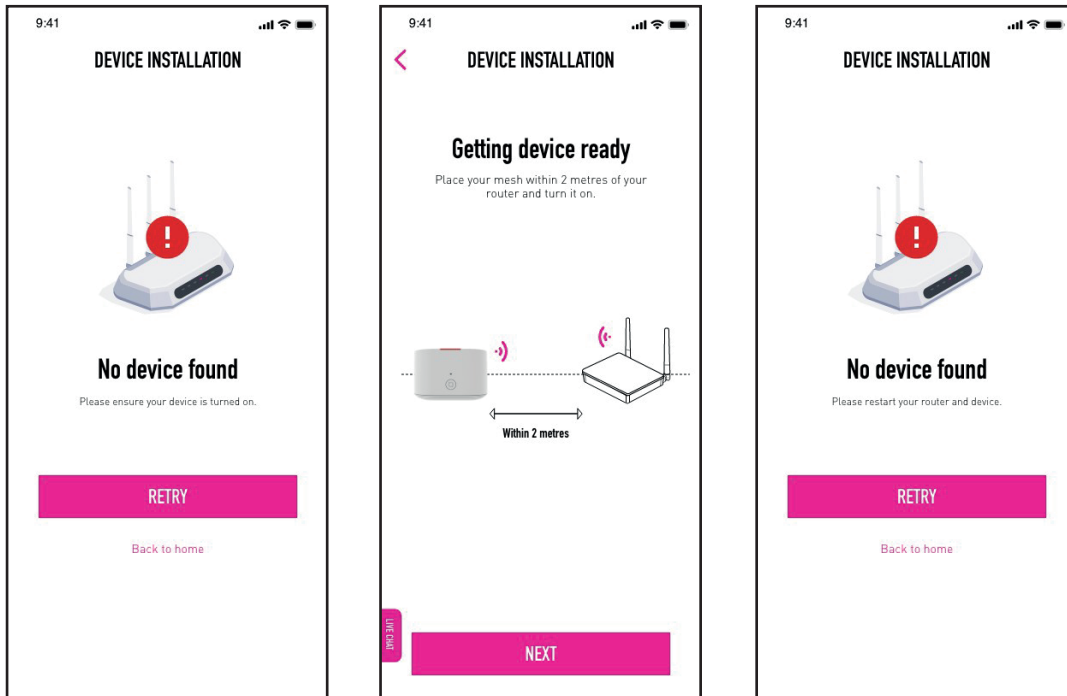 9:41
DEVICE INSTALLATION
No device found
Please ensure your device is turned on.
RETRY
Back to home
9:41
DEVICE INSTALLATION
Getting device ready
Place your mesh within 2 metres of your
router and turn it on.
Within 2 metres
LIVE CHAT
NEXT
9:41
DEVICE INSTALLATION
No device found
Please restart your router and device.
RETRY
Back to home